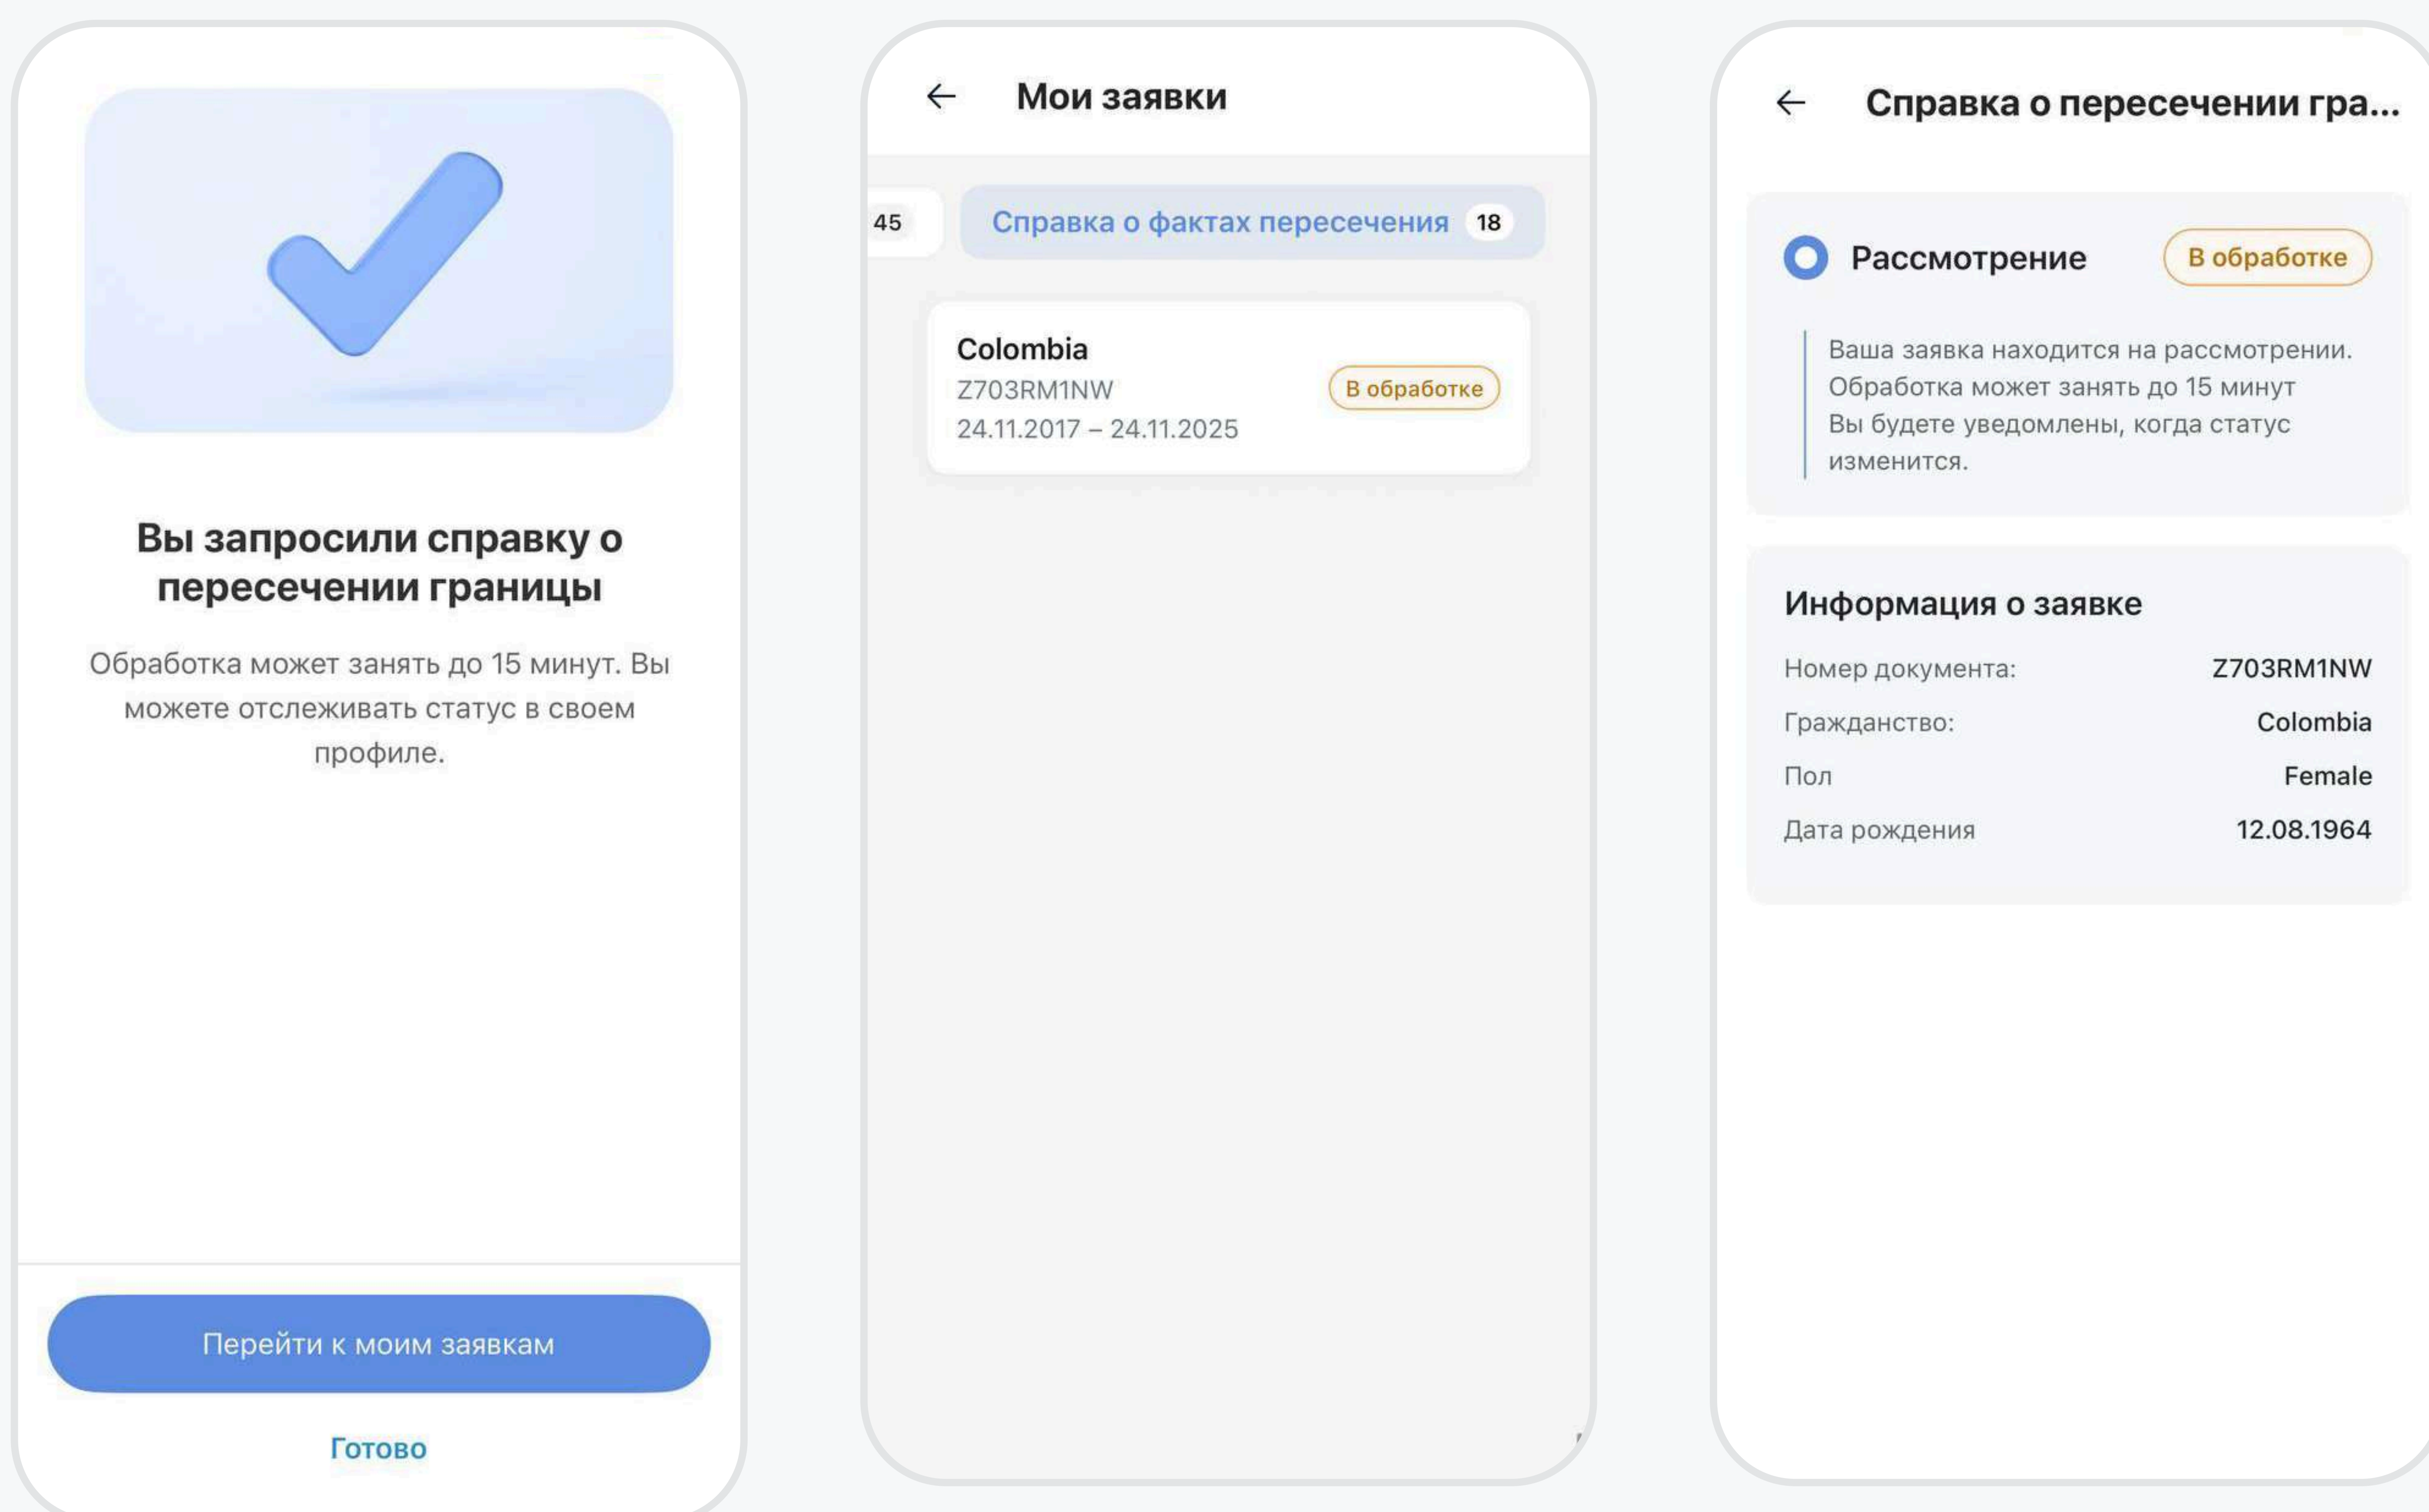 Вы запросили справку о
пересечении границы
Обработка может занять до 15 минут. Вы
можете отслеживать статус в своем
профиле.
Перейти к моим заявкам
Готово
Мои заявки
45
Справка о фактах пересечения 18
Colombia
Z703RM1NW
24.11.2017 – 24.11.2025
В обработке
Справка о пересечении гра...
Рассмотрение
В обработке
Ваша заявка находится на рассмотрении.
Обработка может занять до 15 минут
Вы будете уведомлены, когда статус
изменится.
Информация о заявке
Номер документа: Z703RM1NW
Гражданство: Colombia
Пол Female
Дата рождения 12.08.1964